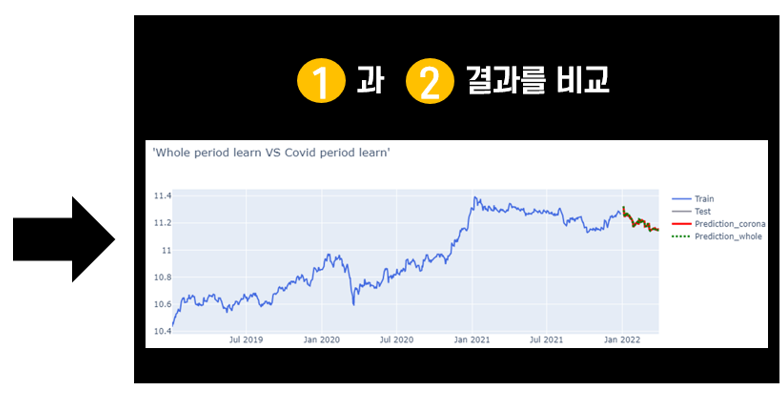 1 과 2 결과를 비교
'Whole period learn VS Covid period learn'
11.4
11.2
11
10.8
10.6
10.4
Jul 2019
Jan 2020
Jul 2020
Jan 2021
Jul 2021
Jan 2022
Train
Test
Prediction_corona
Prediction_whole